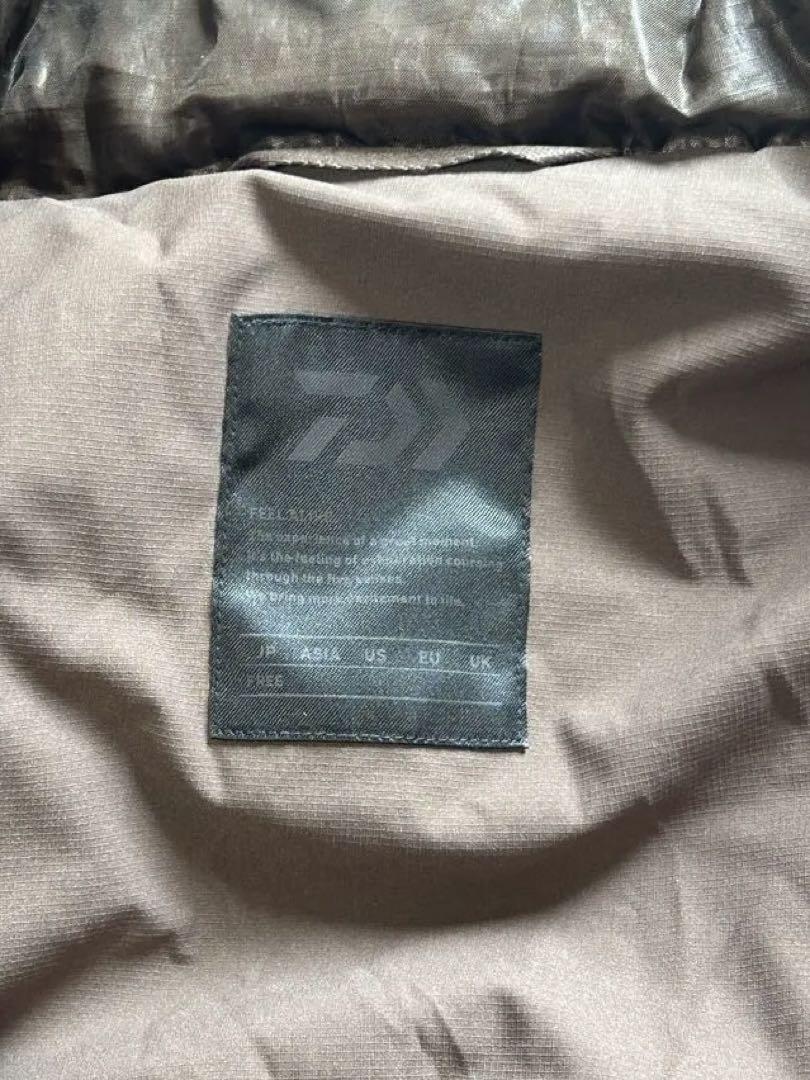 FEEL ALIVE.
The experience of a great moment.
It's the feeling of exhilaration coursing
through the five senses.
We bring more excitement to life.
JP ASIA US EU UK
FREE